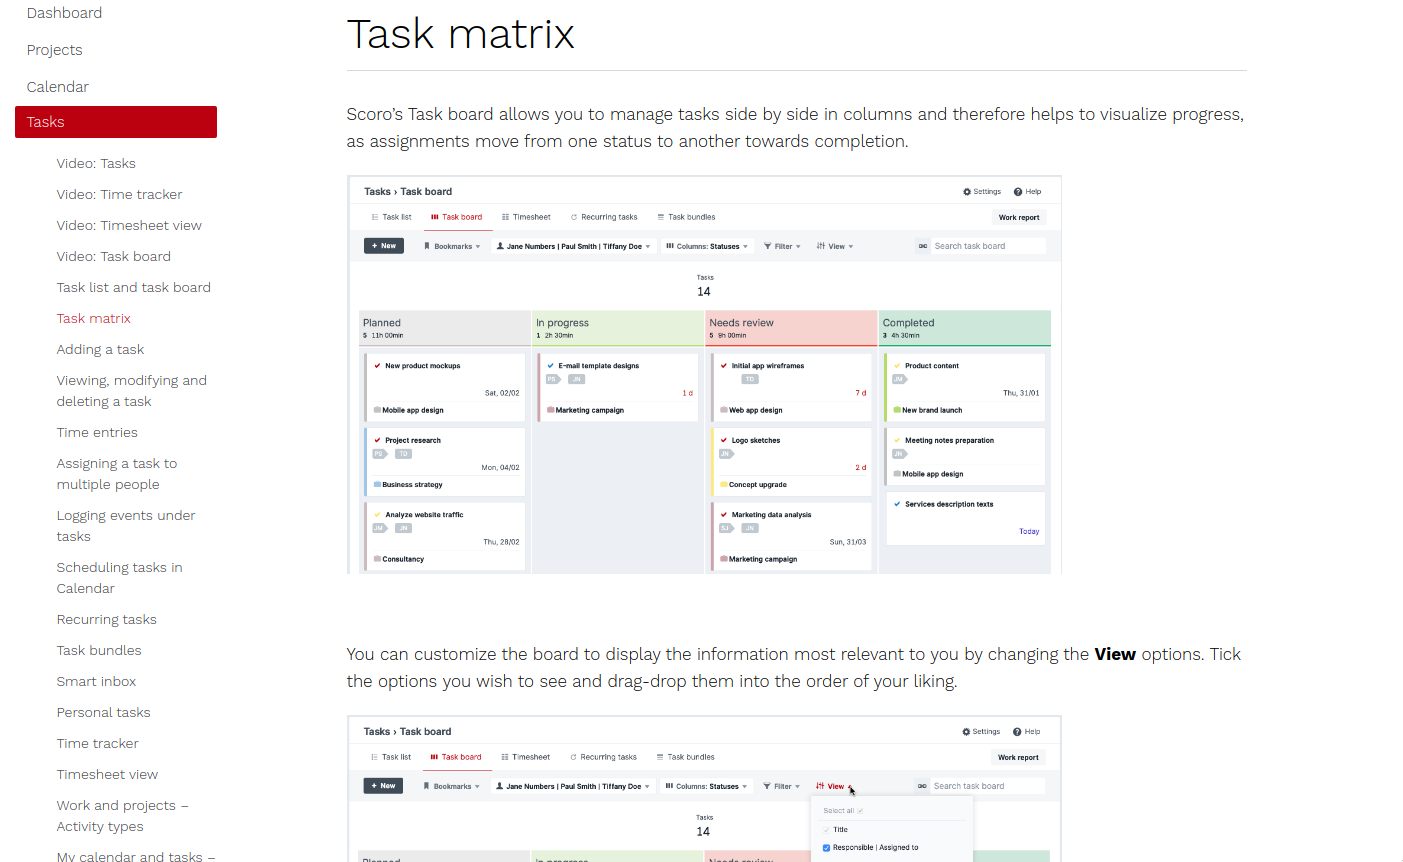 Dashboard
Projects
Calendar
Tasks
Video: Tasks
Video: Time tracker
Video: Timesheet view
Video: Task board
Task list and task board
Task matrix
Adding a task
Viewing, modifying and
deleting a task
Time entries
Assigning a task to
multiple people
Logging events under
tasks
Scheduling tasks in
Calendar
Recurring tasks
Task bundles
Smart inbox
Personal tasks
Time tracker
Timesheet view
Work and projects –
Activity types
My calendar and tasks –
Task matrix
Scoro’s Task board allows you to manage tasks side by side in columns and therefore helps to visualize progress,
as assignments move from one status to another towards completion.
Tasks › Task board
Settings
Help
Task list
Task board
Timesheet
Recurring tasks
Task bundles
Work report
+ New
Bookmarks
Jane Numbers | Paul Smith | Tiffany Doe
Columns: Statuses
Filter
View
Search task board
Tasks
14
Planned
5 11h 00min
New product mockups
Sat, 02/02
Mobile app design
Project research
PS TD
Mon, 04/02
Business strategy
Analyze website traffic
JM JN
Thu, 28/02
Consultancy
In progress
1 2h 30min
E-mail template designs
PS JN
1 d
Marketing campaign
Needs review
5 9h 00min
Initial app wireframes
TD
7 d
Web app design
Logo sketches
JN
2 d
Concept upgrade
Marketing data analysis
SJ JN
Sun, 31/03
Marketing campaign
Completed
3 4h 30min
Product content
JM
Thu, 31/01
New brand launch
Meeting notes preparation
JN
Mobile app design
Services description texts
Today
You can customize the board to display the information most relevant to you by changing the View options. Tick
the options you wish to see and drag-drop them into the order of your liking.
Tasks › Task board
Settings
Help
Task list
Task board
Timesheet
Recurring tasks
Task bundles
Work report
+ New
Bookmarks
Jane Numbers | Paul Smith | Tiffany Doe
Columns: Statuses
Filter
View
Search task board
Tasks
14
Select all
Title
Responsible | Assigned to
Planned
In progress
Needs review
Completed